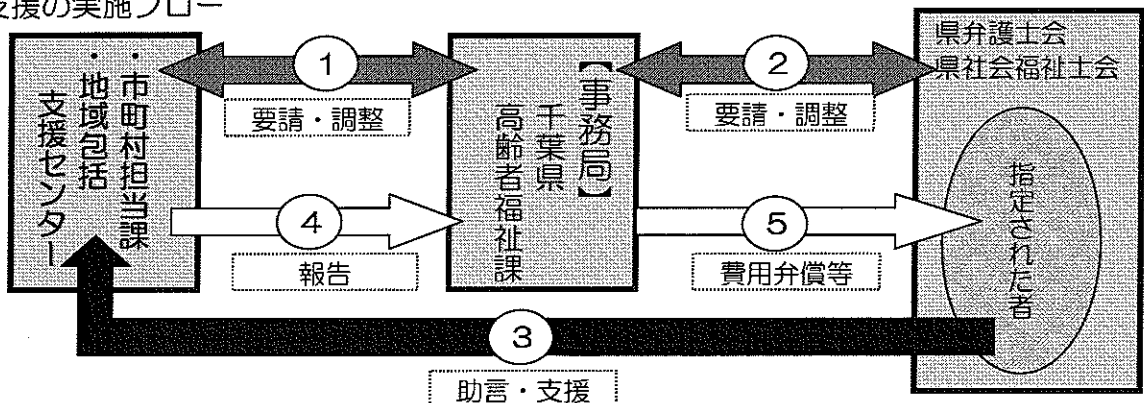 支援の実施フロー
・市町村担当課
・地域包括
支援センター
1
要請・調整
【事務局】
千葉県
高齢者福祉課
2
要請・調整
県弁護士会
県社会福祉士会
指定された者
4
報告
5
費用弁償等
3
助言・支援